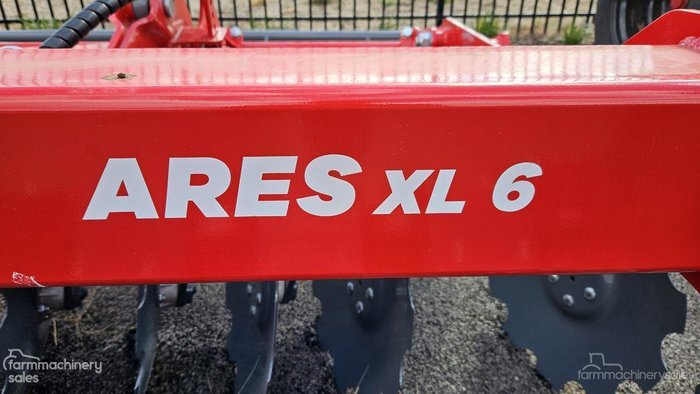 ARES XL 6
farmmachinery
sales
farmmachinerysales